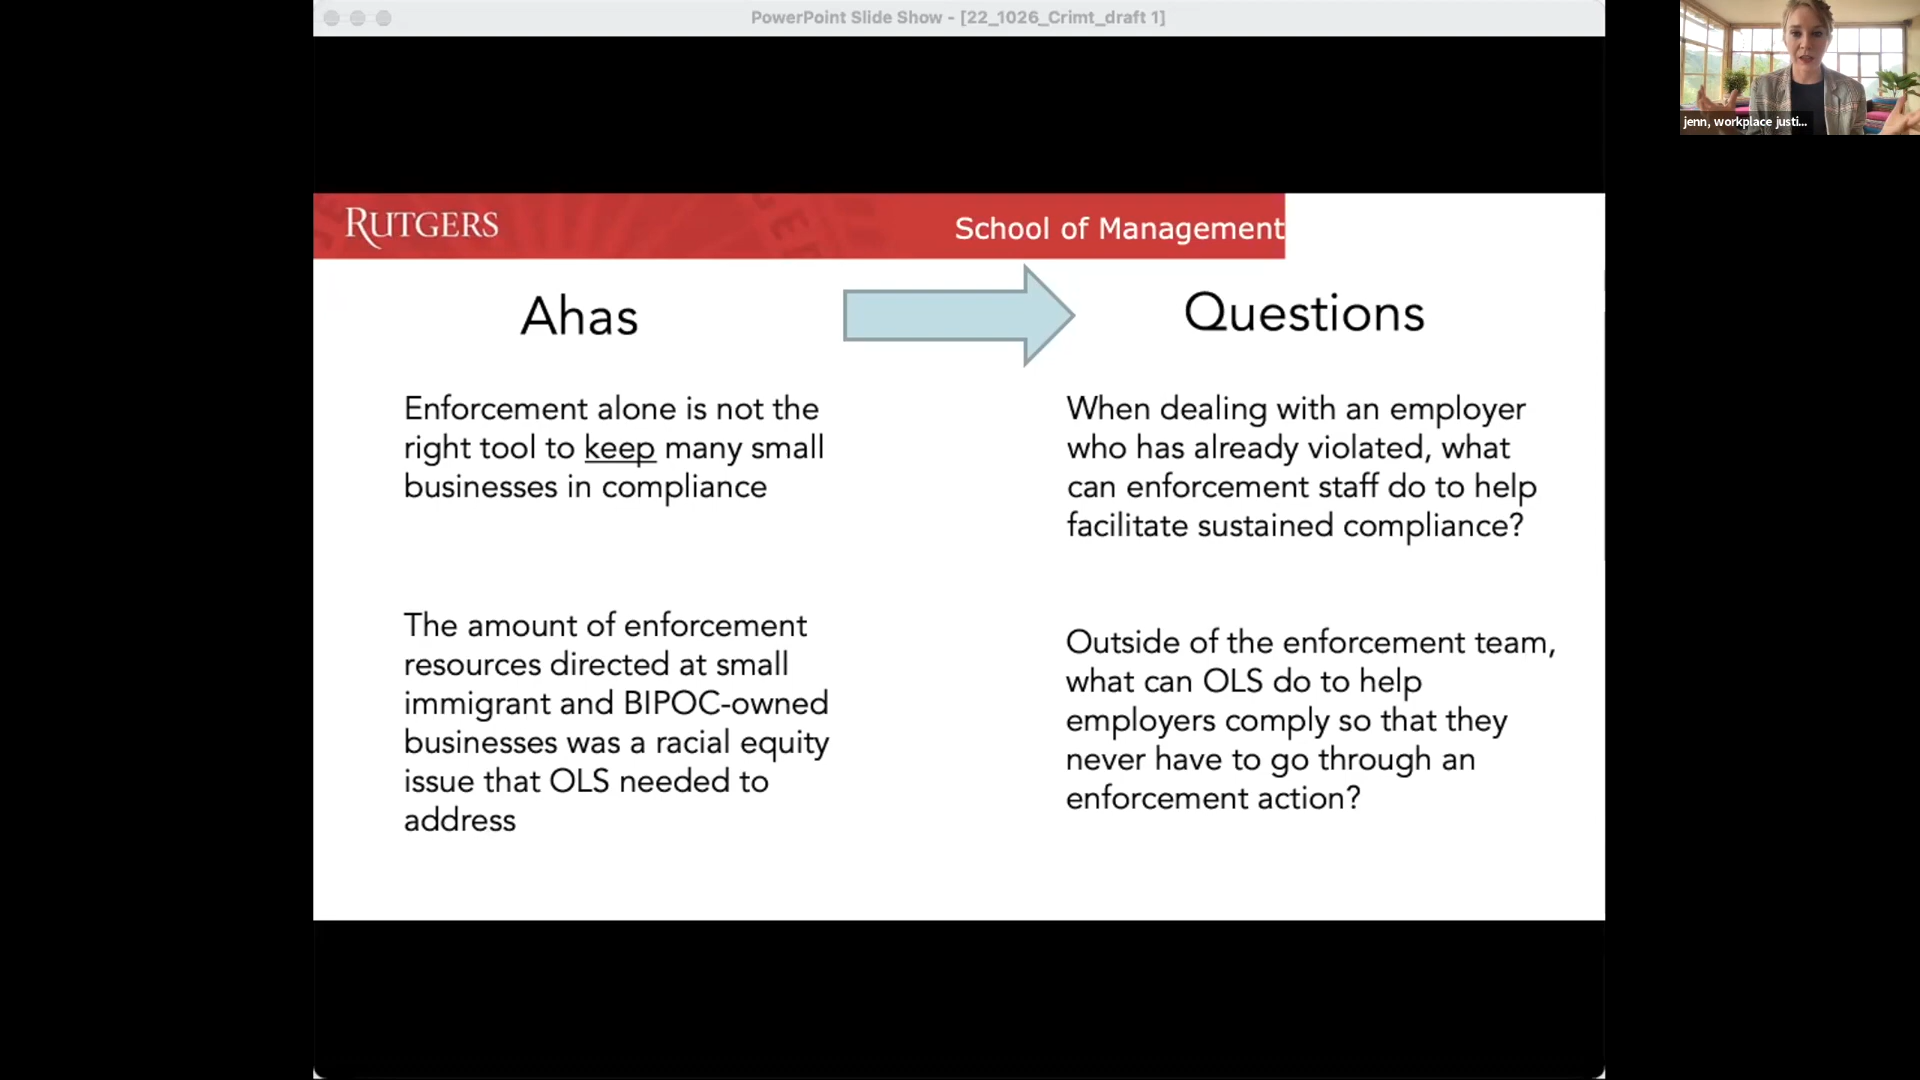 PowerPoint Slide Show - [22_1026_Crimt_draft 1]
jenn, workplace justi...
RUTGERS
School of Management
Ahas
Questions
Enforcement alone is not the
right tool to keep many small
businesses in compliance
When dealing with an employer
who has already violated, what
can enforcement staff do to help
facilitate sustained compliance?
The amount of enforcement
resources directed at small
immigrant and BIPOC-owned
businesses was a racial equity
issue that OLS needed to
address
Outside of the enforcement team,
what can OLS do to help
employers comply so that they
never have to go through an
enforcement action?